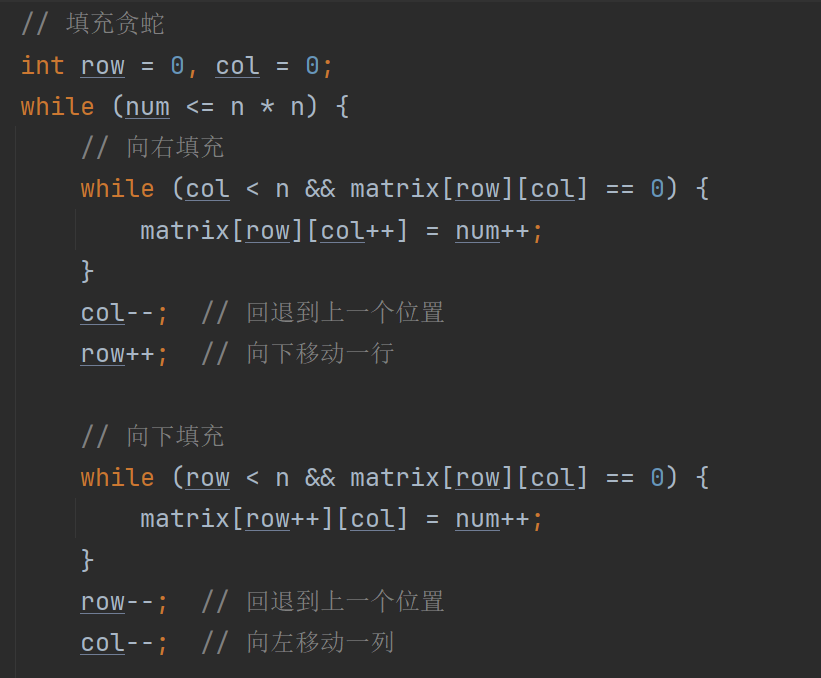 // 填充贪蛇
int row = 0, col = 0;
while (num <= n * n) {
    // 向右填充
    while (col < n && matrix[row][col] == 0) {
        matrix[row][col++] = num++;
    }
    col--;  // 回退到上一个位置
    row++;  // 向下移动一行

    // 向下填充
    while (row < n && matrix[row][col] == 0) {
        matrix[row++][col] = num++;
    }
    row--;  // 回退到上一个位置
    col--;  // 向左移动一列